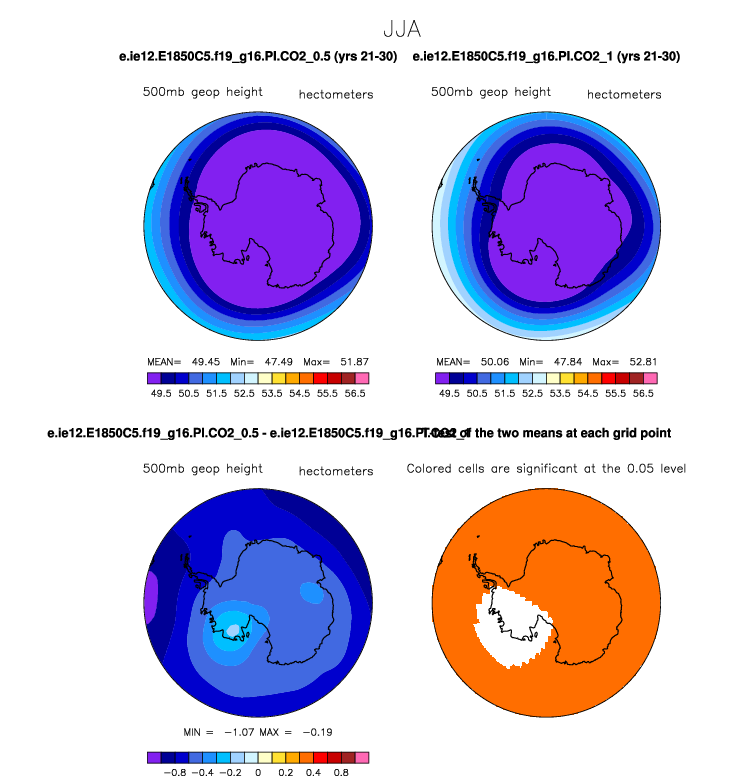 JJA
e.ie12.E1850C5.f19_g16.PI.CO2_0.5 (yrs 21-30)
e.ie12.E1850C5.f19_g16.PI.CO2_1 (yrs 21-30)
500mb geop height
hectometers
500mb geop height
hectometers
MEAN= 49.45 Min= 47.49 Max= 51.87
MEAN= 50.06 Min= 47.84 Max= 52.81
49.5 50.5 51.5 52.5 53.5 54.5 55.5 56.5
49.5 50.5 51.5 52.5 53.5 54.5 55.5 56.5
e.ie12.E1850C5.f19_g16.PI.CO2_0.5 - e.ie12.E1850C5.f19_g16.PI.CO2_1
T-test of the two means at each grid point
500mb geop height
hectometers
Colored cells are significant at the 0.05 level
MIN = -1.07 MAX = -0.19
-0.8 -0.4 -0.2 0 0.2 0.4 0.8